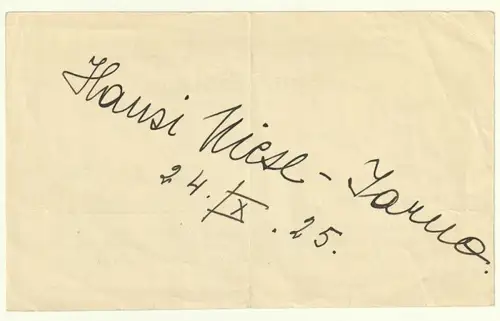 Hansi Niese-Jarno.
24. IX. 25.